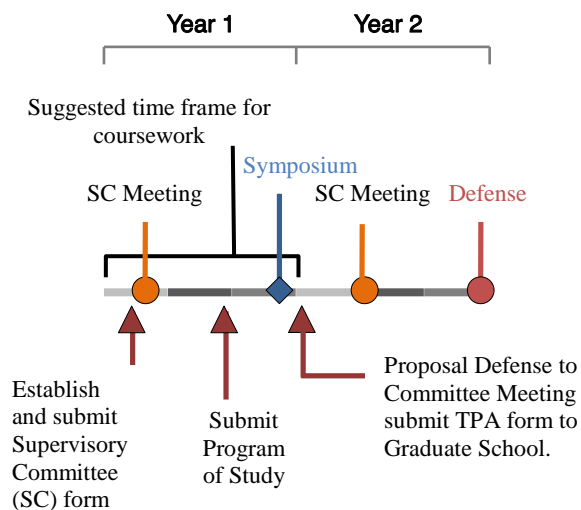 Year 1
Year 2
Suggested time frame for
coursework
Symposium
SC Meeting
SC Meeting
Defense
Establish
and submit
Supervisory
Committee
(SC) form
Submit
Program
of Study
Proposal Defense to
Committee Meeting
submit TPA form to
Graduate School.